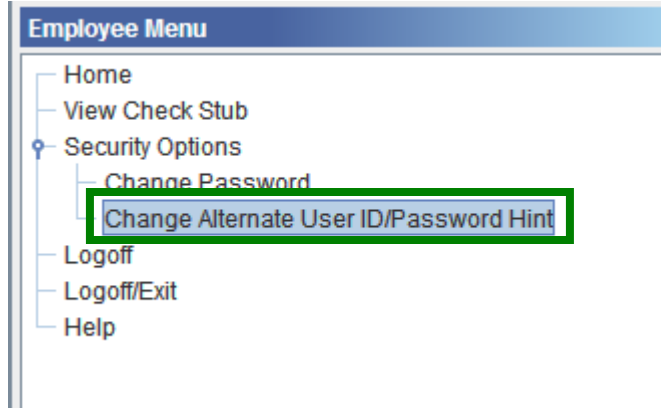 Employee Menu
Home
View Check Stub
Security Options
Change Password
Change Alternate User ID/Password Hint
Logoff
Logoff/Exit
Help